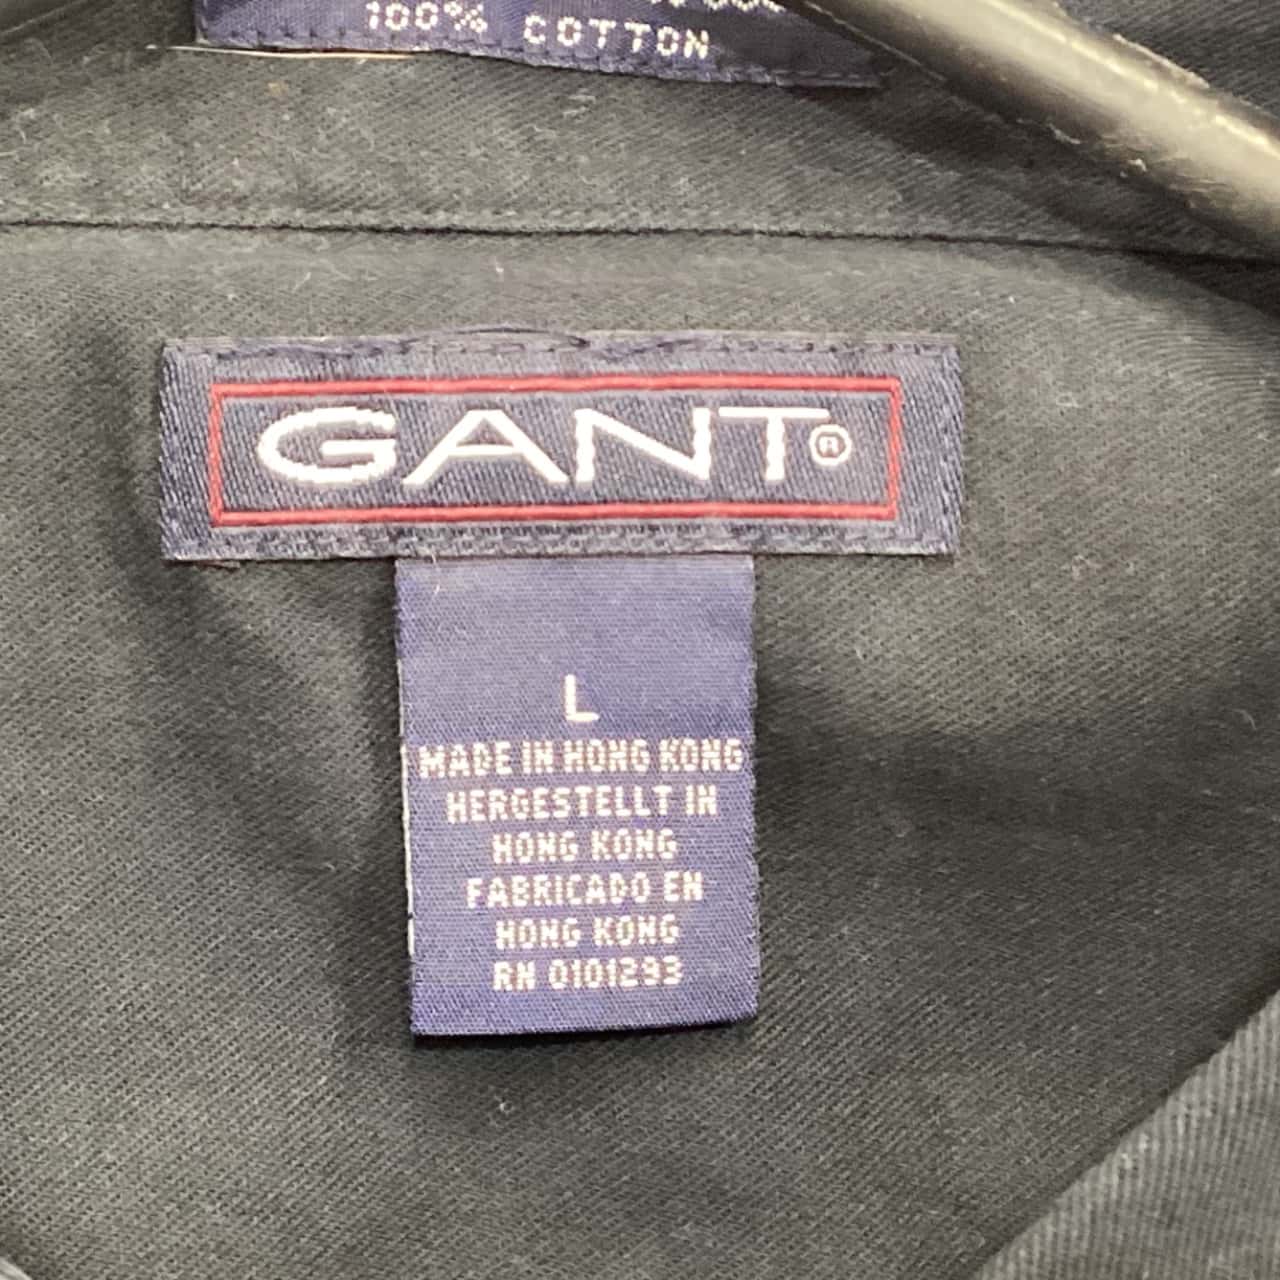 100% COTTON
GANT®
L
MADE IN HONG KONG
HERGESTELLT IN
HONG KONG
FABRICADO EN
HONG KONG
RN 0101293